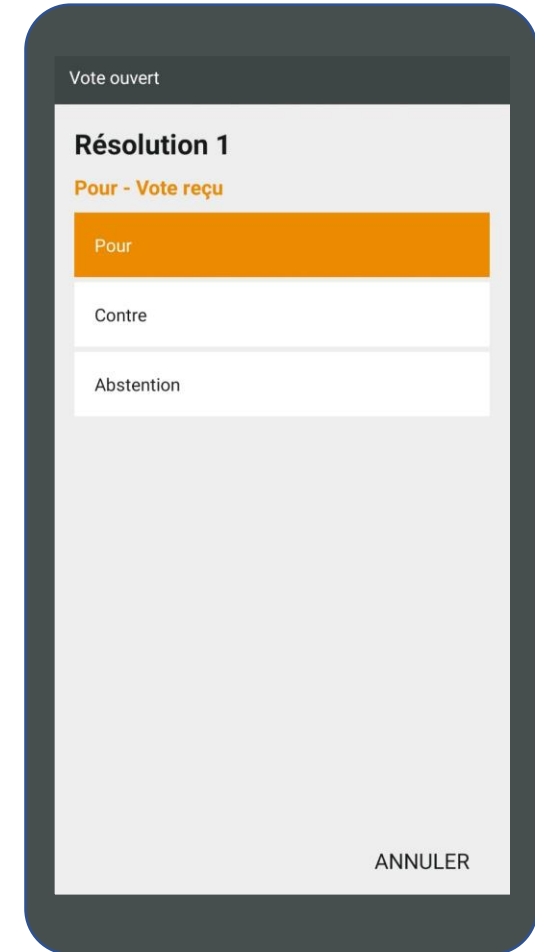 Vote ouvert
Résolution 1
Pour - Vote reçu
Pour
Contre
Abstention
ANNULER